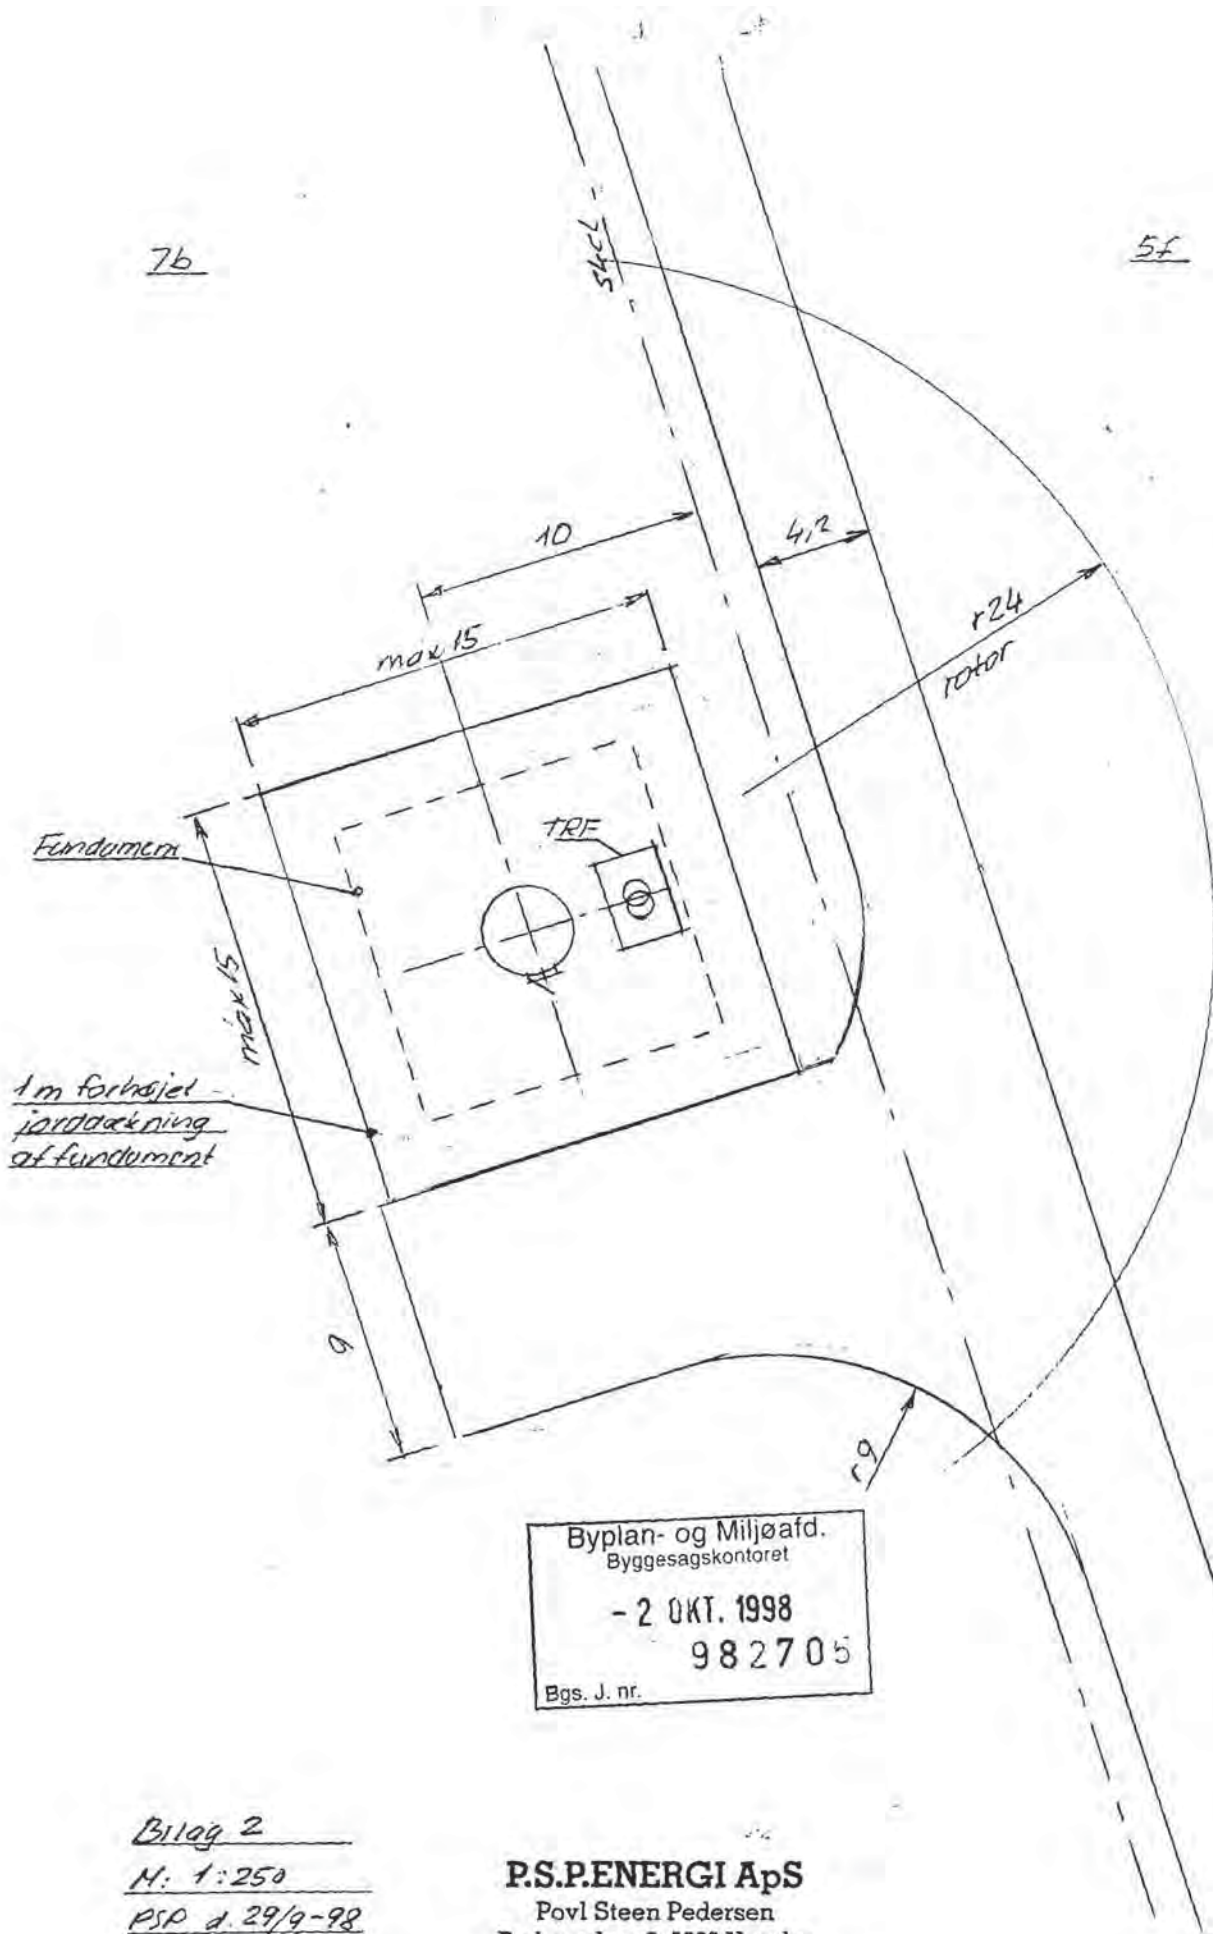 7b
5f
10
4,2
max 15
r24
rotor
TRF
Fundament
max 15
1 m forhøjet
jorddækning
af fundament
9
r9
Byplan- og Miljøafd.
Byggesagskontoret
- 2 OKT. 1998
982705
Bgs. J. nr.
Bilag 2
M: 1:250
PSP d. 29/9-98
P.S.P.ENERGI ApS
Povl Steen Pedersen